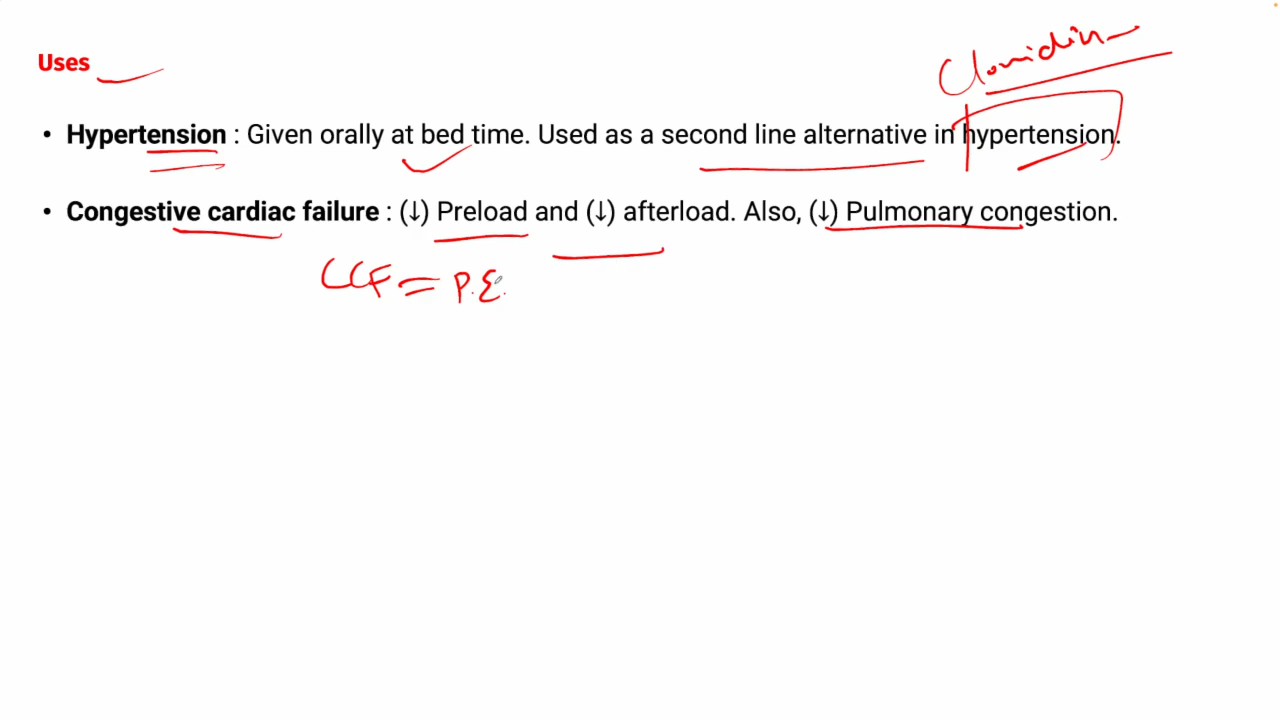 Uses
Clonidin
• Hypertension : Given orally at bed time. Used as a second line alternative in hypertension.
• Congestive cardiac failure : (↓) Preload and (↓) afterload. Also, (↓) Pulmonary congestion.
CCF = P.E.